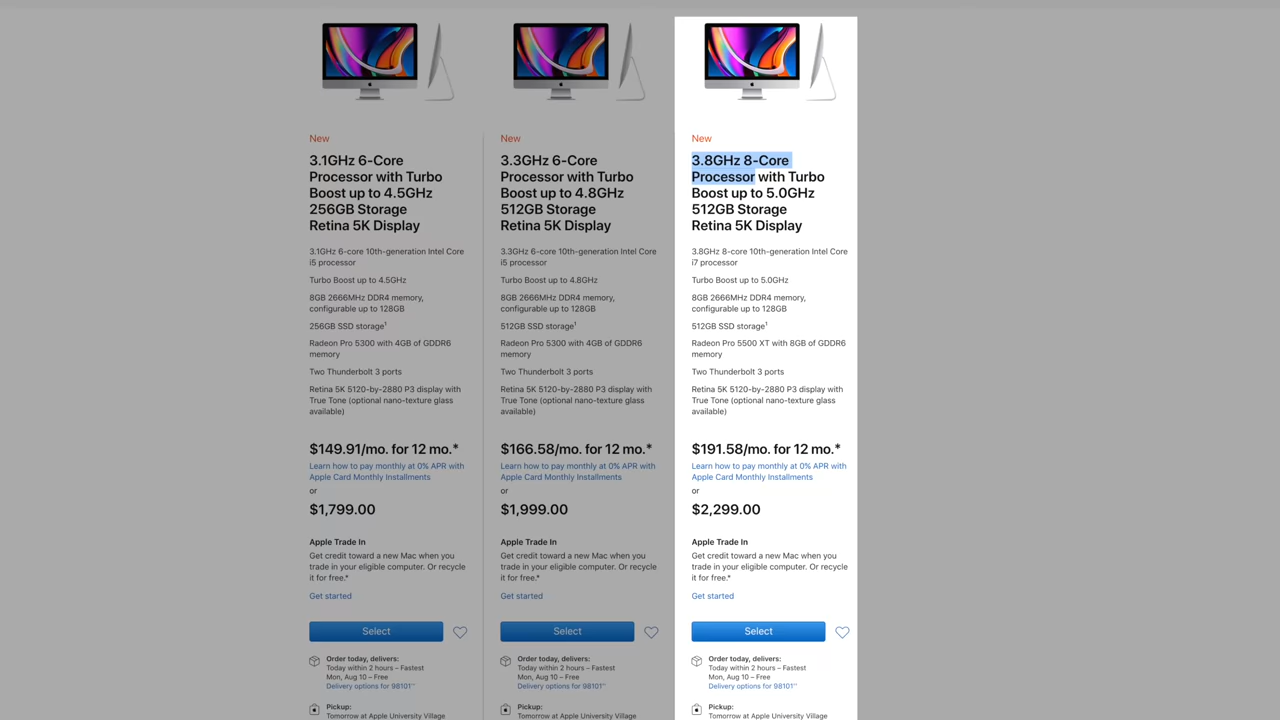 New
3.1GHz 6-Core
Processor with Turbo
Boost up to 4.5GHz
256GB Storage
Retina 5K Display
3.1GHz 6-core 10th-generation Intel Core
i5 processor
Turbo Boost up to 4.5GHz
8GB 2666MHz DDR4 memory,
configurable up to 128GB
256GB SSD storage¹
Radeon Pro 5300 with 4GB of GDDR6
memory
Two Thunderbolt 3 ports
Retina 5K 5120-by-2880 P3 display with
True Tone (optional nano-texture glass
available)
$149.91/mo. for 12 mo.*
Learn how to pay monthly at 0% APR with
Apple Card Monthly Installments
or
$1,799.00
Apple Trade In
Get credit toward a new Mac when you
trade in your eligible computer. Or recycle
it for free.*
Get started
Select
Order today, delivers:
Today within 2 hours – Fastest
Mon, Aug 10 – Free
Delivery options for 98101⁺⁺
Pickup:
Tomorrow at Apple University Village
New
3.3GHz 6-Core
Processor with Turbo
Boost up to 4.8GHz
512GB Storage
Retina 5K Display
3.3GHz 6-core 10th-generation Intel Core
i5 processor
Turbo Boost up to 4.8GHz
8GB 2666MHz DDR4 memory,
configurable up to 128GB
512GB SSD storage¹
Radeon Pro 5300 with 4GB of GDDR6
memory
Two Thunderbolt 3 ports
Retina 5K 5120-by-2880 P3 display with
True Tone (optional nano-texture glass
available)
$166.58/mo. for 12 mo.*
Learn how to pay monthly at 0% APR with
Apple Card Monthly Installments
or
$1,999.00
Apple Trade In
Get credit toward a new Mac when you
trade in your eligible computer. Or recycle
it for free.*
Get started
Select
Order today, delivers:
Today within 2 hours – Fastest
Mon, Aug 10 – Free
Delivery options for 98101⁺⁺
Pickup:
Tomorrow at Apple University Village
New
3.8GHz 8-Core
Processor with Turbo
Boost up to 5.0GHz
512GB Storage
Retina 5K Display
3.8GHz 8-core 10th-generation Intel Core
i7 processor
Turbo Boost up to 5.0GHz
8GB 2666MHz DDR4 memory,
configurable up to 128GB
512GB SSD storage¹
Radeon Pro 5500 XT with 8GB of GDDR6
memory
Two Thunderbolt 3 ports
Retina 5K 5120-by-2880 P3 display with
True Tone (optional nano-texture glass
available)
$191.58/mo. for 12 mo.*
Learn how to pay monthly at 0% APR with
Apple Card Monthly Installments
or
$2,299.00
Apple Trade In
Get credit toward a new Mac when you
trade in your eligible computer. Or recycle
it for free.*
Get started
Select
Order today, delivers:
Today within 2 hours – Fastest
Mon, Aug 10 – Free
Delivery options for 98101⁺⁺
Pickup:
Tomorrow at Apple University Village